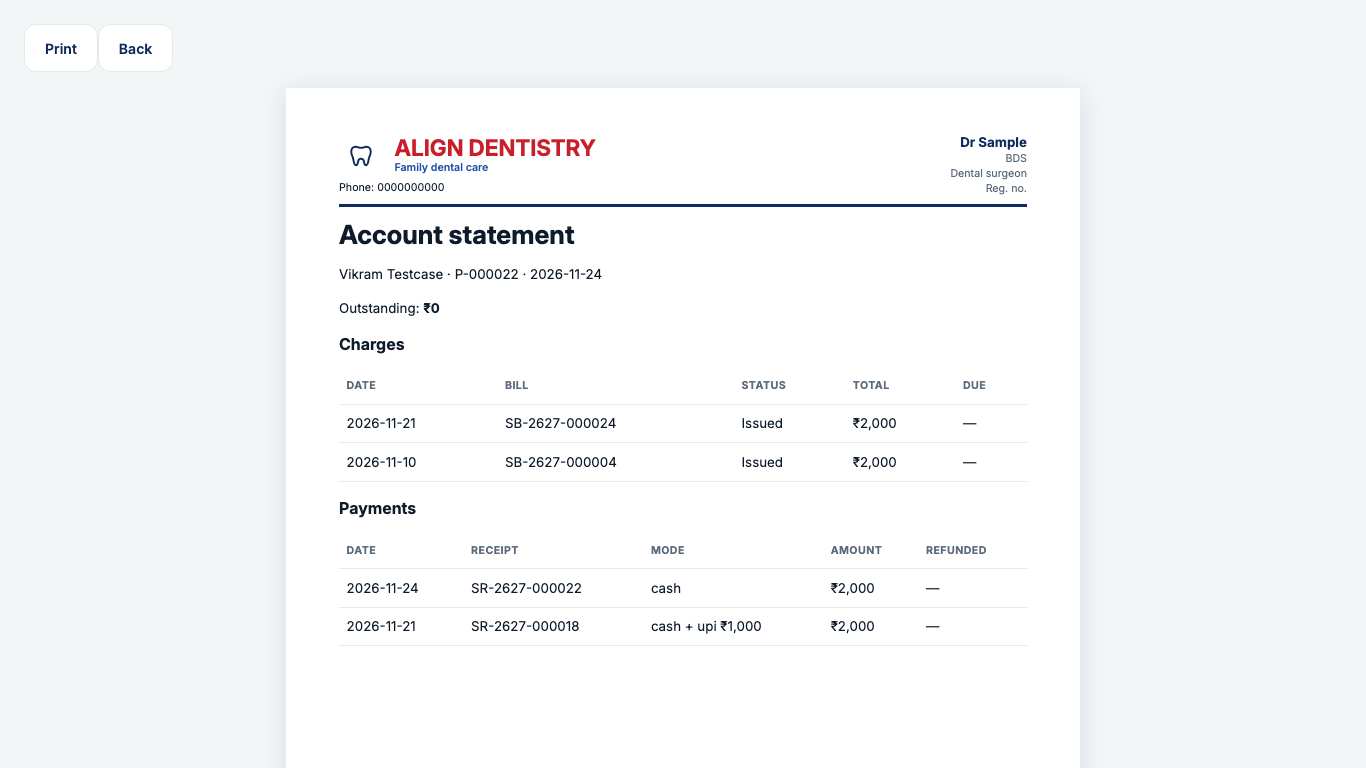 Print Back
ALIGN DENTISTRY
Family dental care
Phone: 0000000000
Dr Sample
BDS
Dental surgeon
Reg. no.
Account statement
Vikram Testcase · P-000022 · 2026-11-24
Outstanding: ₹0
Charges
DATE BILL STATUS TOTAL DUE
2026-11-21 SB-2627-000024 Issued ₹2,000 —
2026-11-10 SB-2627-000004 Issued ₹2,000 —
Payments
DATE RECEIPT MODE AMOUNT REFUNDED
2026-11-24 SR-2627-000022 cash ₹2,000 —
2026-11-21 SR-2627-000018 cash + upi ₹1,000 ₹2,000 —